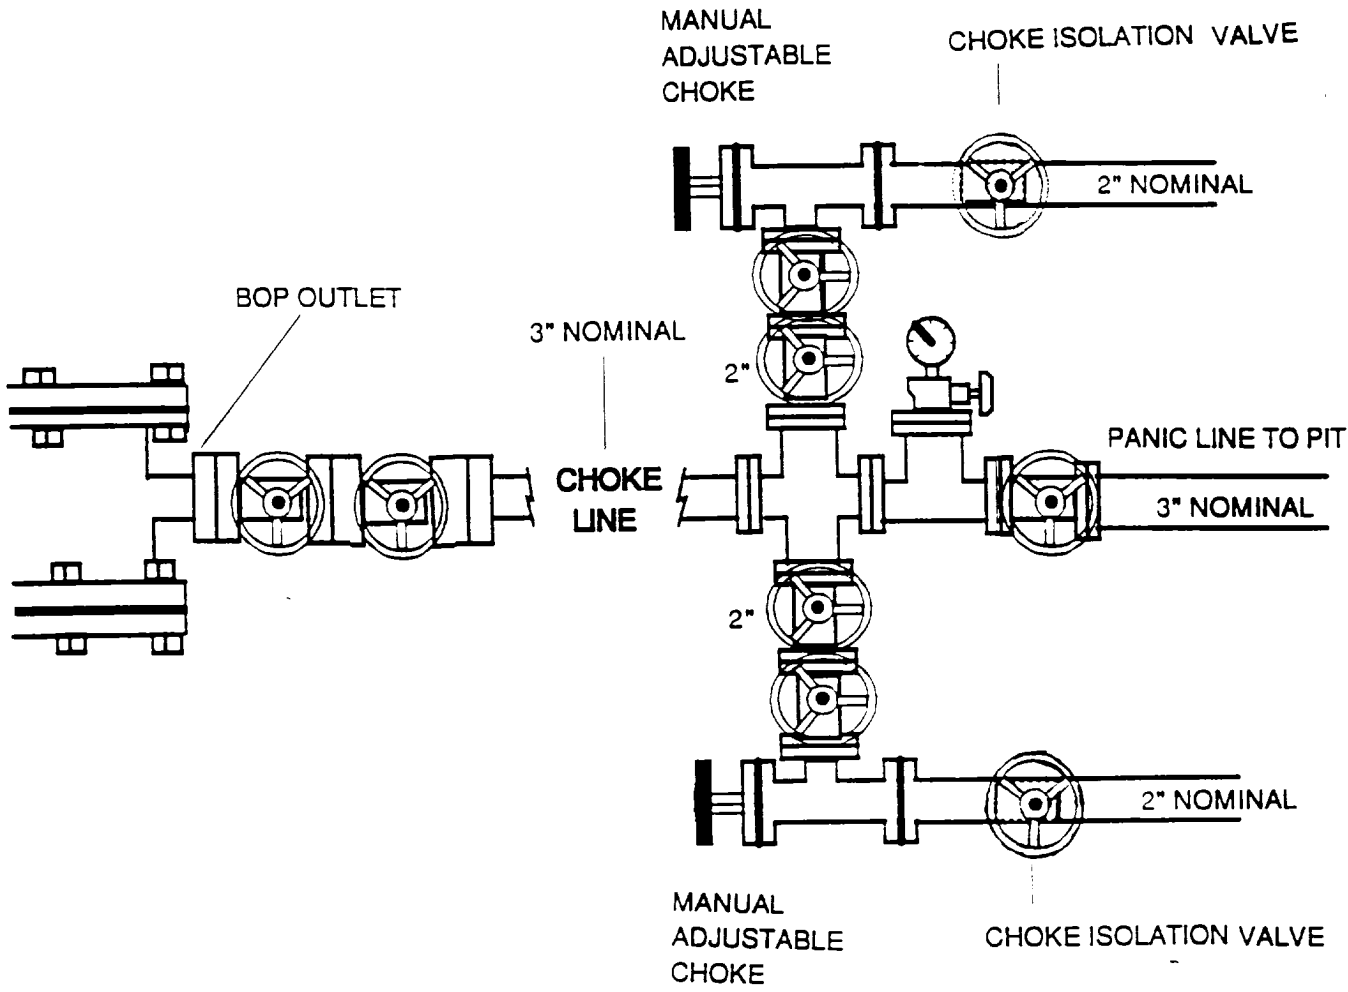 MANUAL
ADJUSTABLE
CHOKE
CHOKE ISOLATION VALVE
2" NOMINAL
BOP OUTLET
3" NOMINAL
2"
PANIC LINE TO PIT
CHOKE
LINE
3" NOMINAL
2"
2" NOMINAL
MANUAL
ADJUSTABLE
CHOKE
CHOKE ISOLATION VALVE